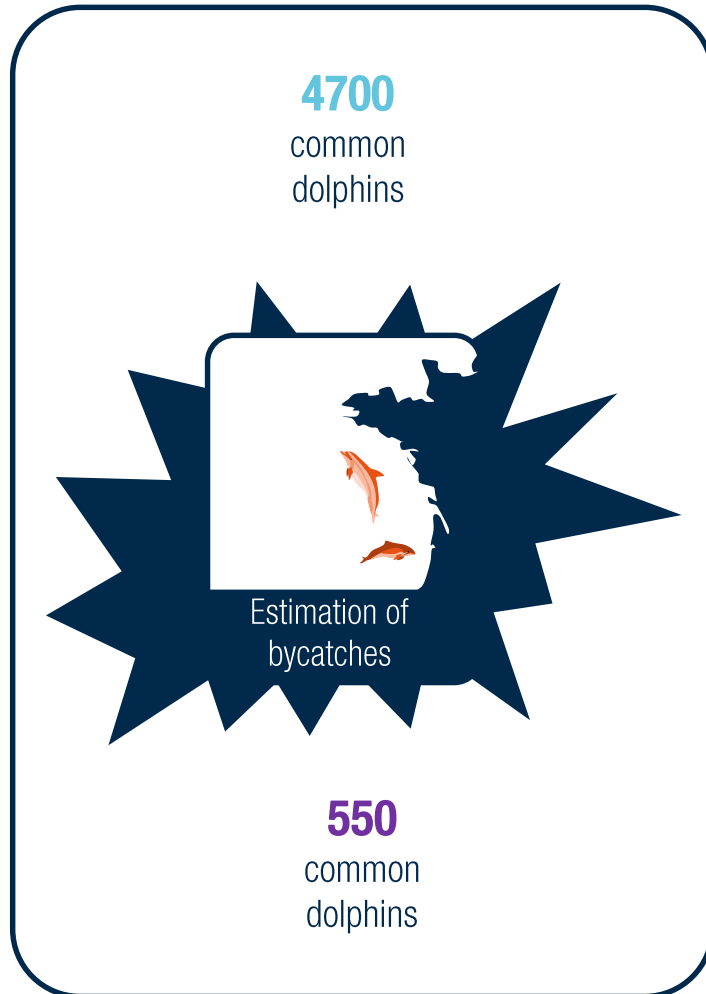 4700
common
dolphins
Estimation of
bycatches
550
common
dolphins